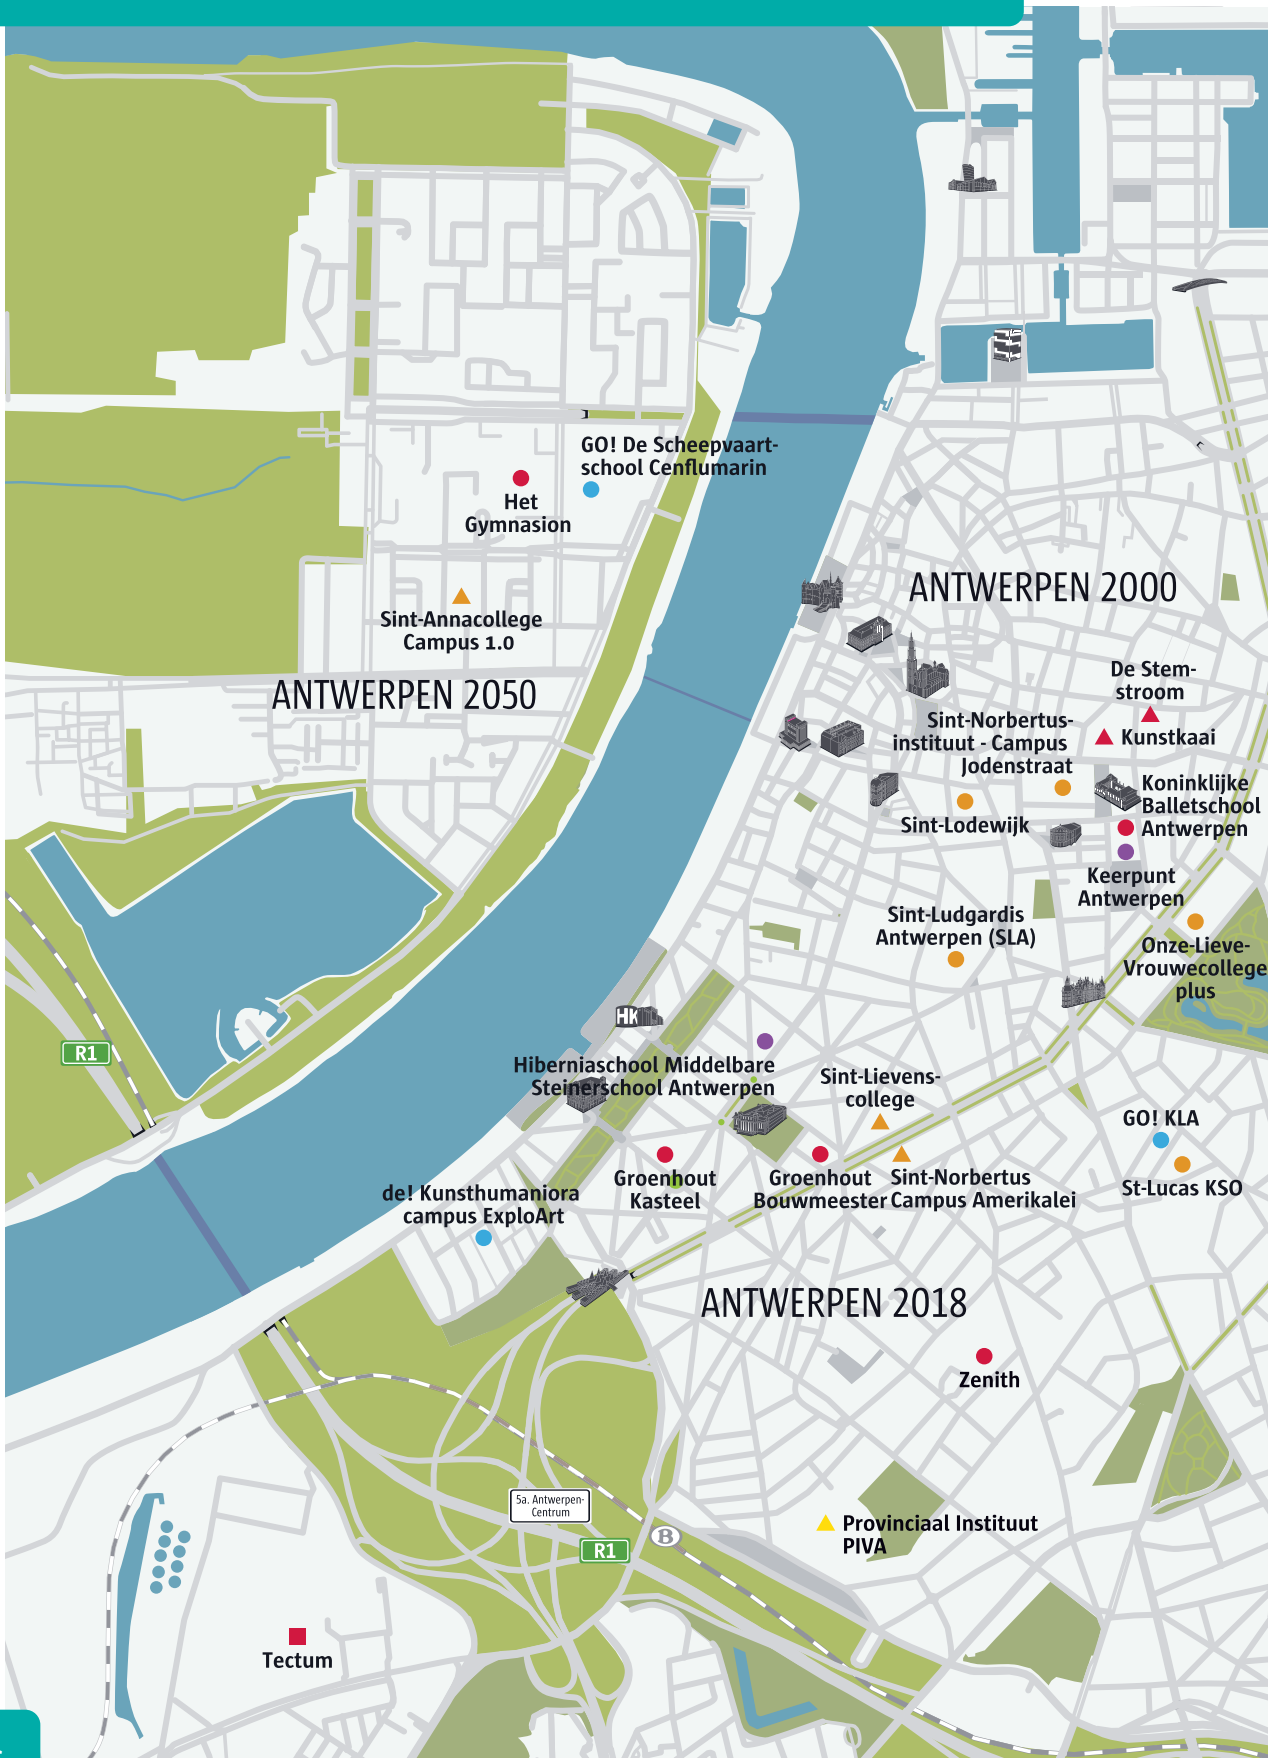 GO! De Scheepvaart-
school Cenflumarin
Het
Gymnasion
Sint-Annacollege
Campus 1.0
ANTWERPEN 2050
ANTWERPEN 2000
De Stem-
stroom
Kunstkaai
Sint-Norbertus-
instituut - Campus
Jodenstraat
Koninklijke
Balletschool
Antwerpen
Sint-Lodewijk
Keerpunt
Antwerpen
Sint-Ludgardis
Antwerpen (SLA)
Onze-Lieve-
Vrouwecollege
plus
HK
R1
Hiberniaschool Middelbare
Steinerschool Antwerpen
Sint-Lievens-
college
GO! KLA
St-Lucas KSO
Groenhout
Kasteel
Groenhout
Bouwmeester
Sint-Norbertus
Campus Amerikalei
de! Kunsthumaniora
campus ExploArt
ANTWERPEN 2018
Zenith
5a. Antwerpen-
Centrum
R1
B
Provinciaal Instituut
PIVA
Tectum